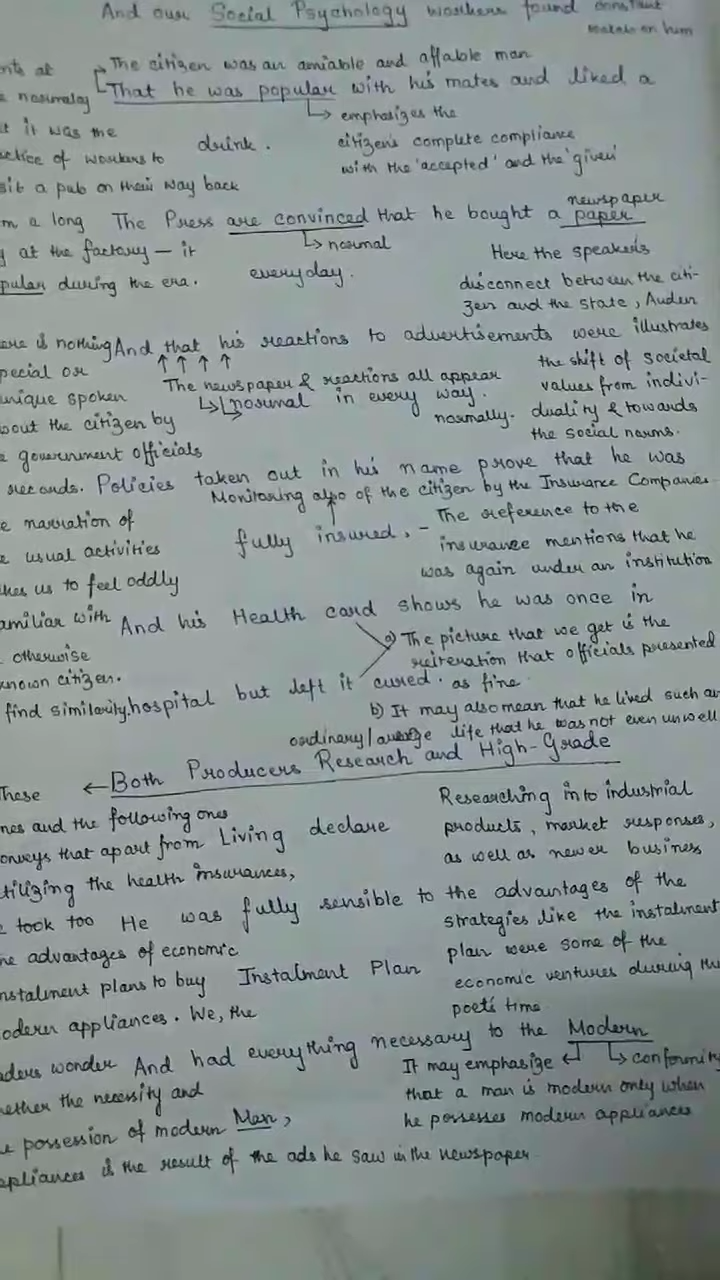 And our Social Psychology workers found constant
The citizen was an amiable and affable man
nts at
That he was popular with his mates and liked a
normalay
emphasizes the
t it was the
drink.
citizen's complete compliance
ctice of workers to
with the 'accepted' and the 'given'
sit a pub on their way back
newspaper
m a long The Press are convinced that he bought a paper
y at the factory — it
normal
Here the speaker's
pular during the era.
everyday.
disconnect between the citi-
zen and the state, Auden
ere is nothing And that his reactions to advertisements were illustrates
pecial or
the shift of societal
The newspaper & reactions all appear
nique spoken
normal in every way.
values from indivi-
bout the citizen by
normally.
duality & towards
e government officials
the social norms.
records. Policies taken out in his name prove that he was
Monitoring also of the citizen by the Insurance Companies
e narration of
fully insured,
- The reference to the
e usual activities
insurance mentions that he
kes us to feel oddly
was again under an institution
amiliar with And his Health card shows he was once in
a) The picture that we get is the
otherwise
reiteration that officials presented
known citizen.
as fine
find similarity. hospital but left it cured.
b) It may also mean that he lived such an
ordinary/average life that he was not even unwell
These ← Both Producers Research and High-Grade
nes and the following ones
Researching into industrial
onveys that apart from Living declare
products, market responses,
tilizing the health insurances,
as well as newer business
e took too He was fully sensible to the advantages of the
strategies like the instalment
he advantages of economic
plan were some of the
nstalment plans to buy Instalment Plan
economic ventures during the
odern appliances. We, the
poet's time
aders wonder And had everything necessary to the Modern
It may emphasize
conformity
hether the necessity and
that a man is modern only when
e possession of modern Man,
he possesses modern appliances
ppliances is the result of the ads he saw in the newspaper